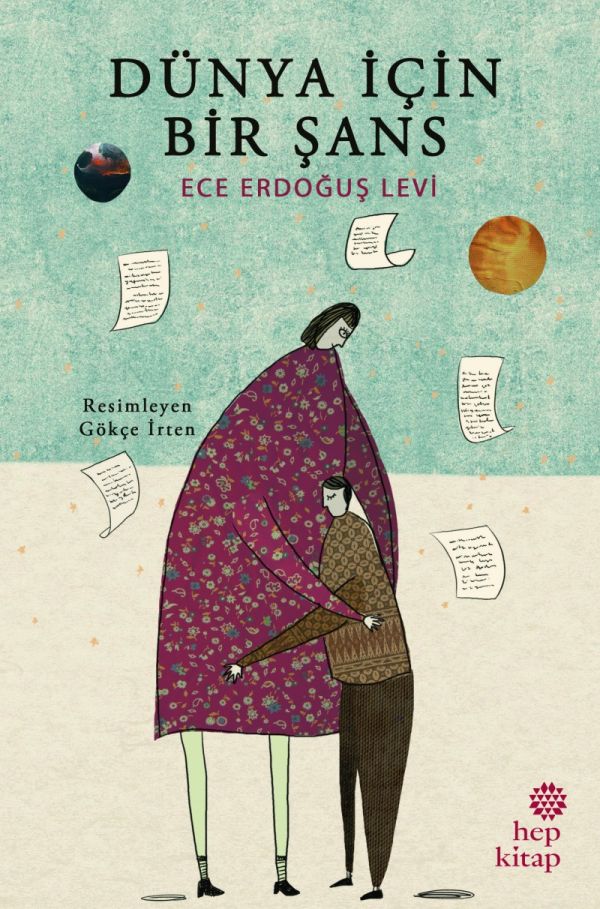 DÜNYA İÇİN
BİR ŞANS
ECE ERDOĞUŞ LEVİ
Resimleyen
Gökçe İrten
hep
kitap